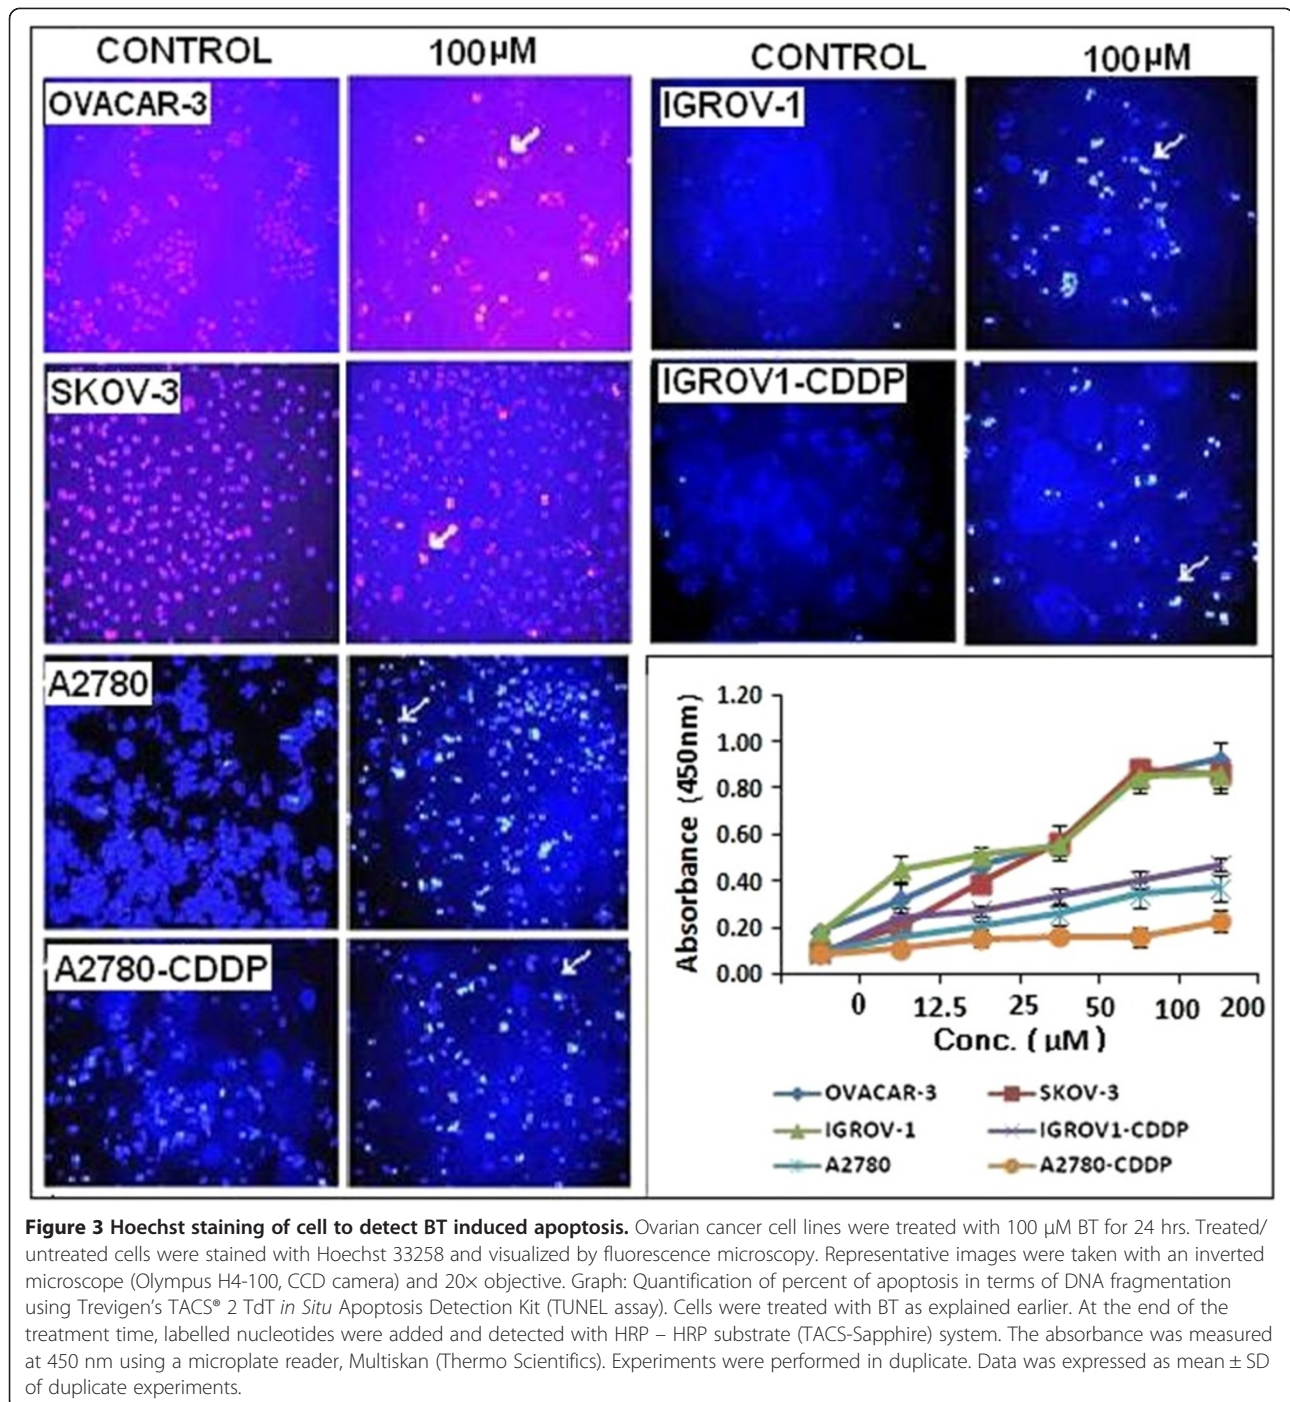 CONTROL 100µM CONTROL 100µM
OVACAR-3
IGROV-1
SKOV-3
IGROV1-CDDP
A2780
A2780-CDDP
Absorbance (450nm)
1.20
1.00
0.80
0.60
0.40
0.20
0.00
0 12.5 25 50 100 200
Conc. ( µM )
OVACAR-3 SKOV-3
IGROV-1 IGROV1-CDDP
A2780 A2780-CDDP
Figure 3 Hoechst staining of cell to detect BT induced apoptosis. Ovarian cancer cell lines were treated with 100 µM BT for 24 hrs. Treated/
untreated cells were stained with Hoechst 33258 and visualized by fluorescence microscopy. Representative images were taken with an inverted
microscope (Olympus H4-100, CCD camera) and 20× objective. Graph: Quantification of percent of apoptosis in terms of DNA fragmentation
using Trevigen's TACS® 2 TdT in Situ Apoptosis Detection Kit (TUNEL assay). Cells were treated with BT as explained earlier. At the end of the
treatment time, labelled nucleotides were added and detected with HRP – HRP substrate (TACS-Sapphire) system. The absorbance was measured
at 450 nm using a microplate reader, Multiskan (Thermo Scientifics). Experiments were performed in duplicate. Data was expressed as mean ± SD
of duplicate experiments.